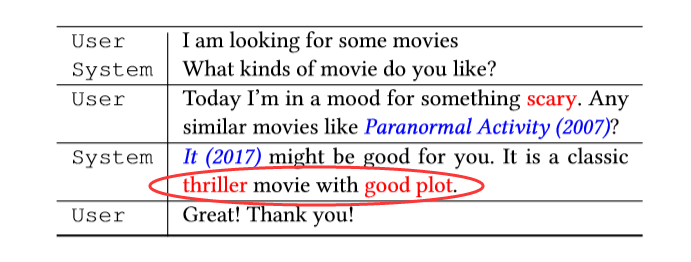 User I am looking for some movies
System What kinds of movie do you like?
User Today I'm in a mood for something scary. Any
similar movies like Paranormal Activity (2007)?
System It (2017) might be good for you. It is a classic
thriller movie with good plot.
User Great! Thank you!